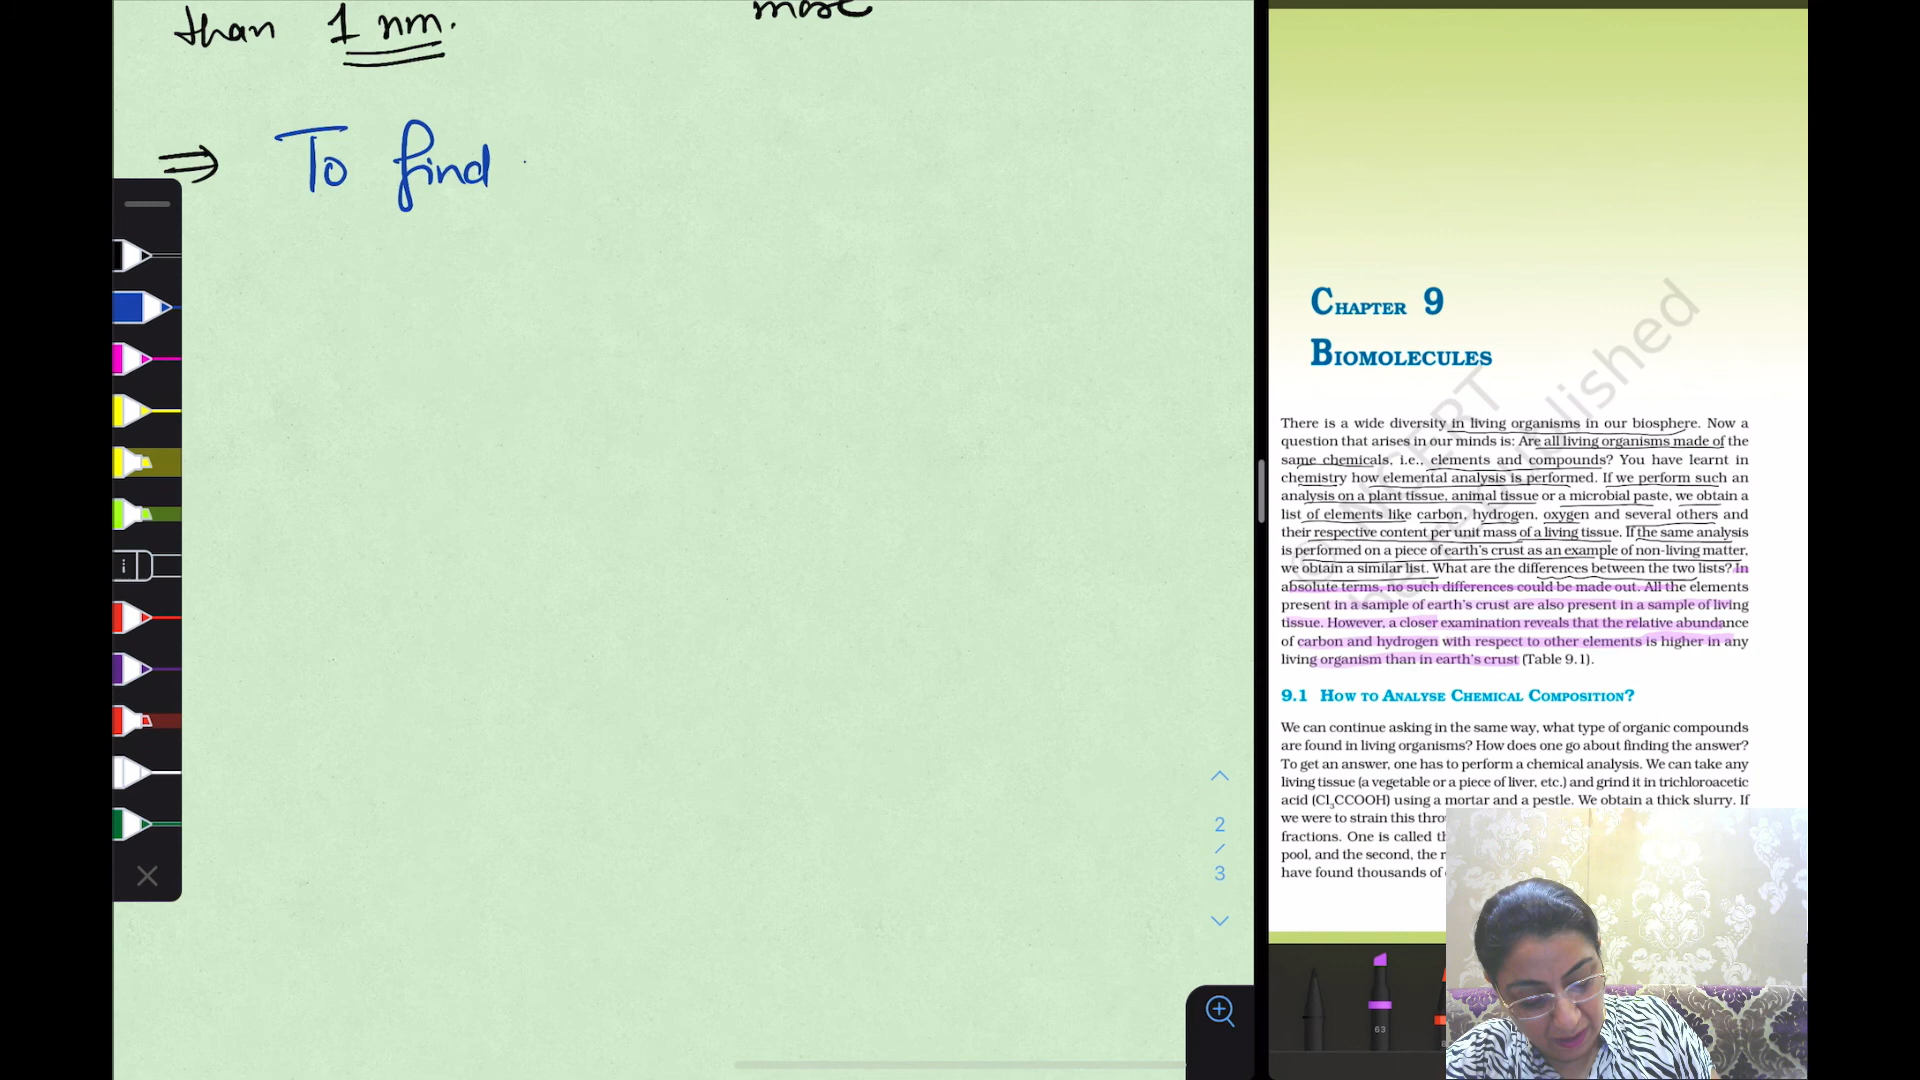 than 1 nm.
more
⇒ To find
2
/
3
CHAPTER 9
BIOMOLECULES
There is a wide diversity in living organisms in our biosphere. Now a
question that arises in our minds is: Are all living organisms made of the
same chemicals, i.e., elements and compounds? You have learnt in
chemistry how elemental analysis is performed. If we perform such an
analysis on a plant tissue, animal tissue or a microbial paste, we obtain a
list of elements like carbon, hydrogen, oxygen and several others and
their respective content per unit mass of a living tissue. If the same analysis
is performed on a piece of earth's crust as an example of non-living matter,
we obtain a similar list. What are the differences between the two lists? In
absolute terms, no such differences could be made out. All the elements
present in a sample of earth's crust are also present in a sample of living
tissue. However, a closer examination reveals that the relative abundance
of carbon and hydrogen with respect to other elements is higher in any
living organism than in earth's crust (Table 9.1).
9.1 HOW TO ANALYSE CHEMICAL COMPOSITION?
We can continue asking in the same way, what type of organic compounds
are found in living organisms? How does one go about finding the answer?
To get an answer, one has to perform a chemical analysis. We can take any
living tissue (a vegetable or a piece of liver, etc.) and grind it in trichloroacetic
acid (Cl₃CCOOH) using a mortar and a pestle. We obtain a thick slurry. If
we were to strain this thro
fractions. One is called th
pool, and the second, the r
have found thousands of
63